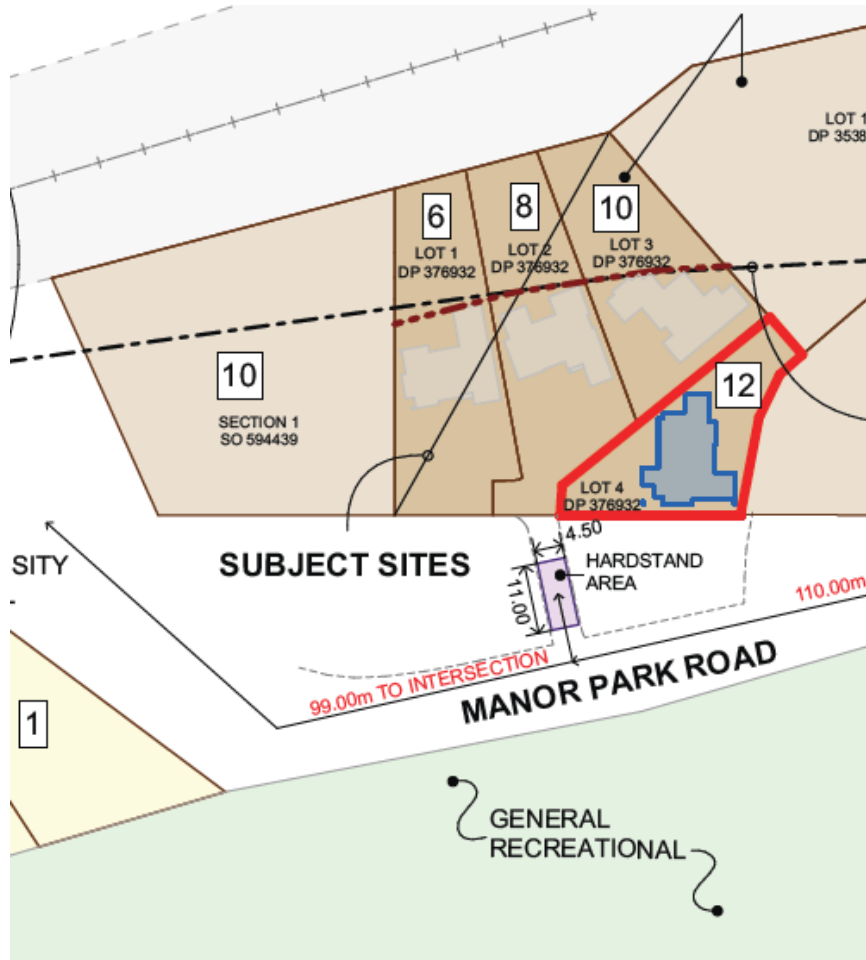 LOT 1
DP 3538
6
8
10
LOT 1
DP 376932
LOT 2
DP 376932
LOT 3
DP 376932
10
SECTION 1
SO 594439
12
LOT 4
DP 376932
SITY
SUBJECT SITES
4.50
HARDSTAND
AREA
11.00
110.00m
99.00m TO INTERSECTION
MANOR PARK ROAD
1
GENERAL
RECREATIONAL